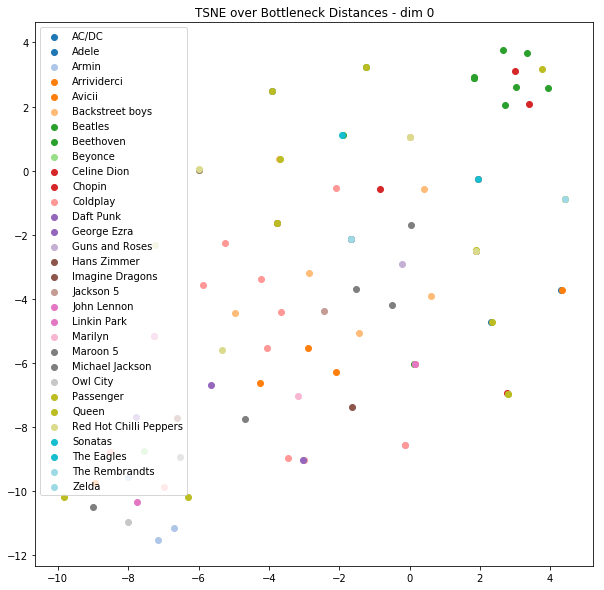 TSNE over Bottleneck Distances - dim 0
AC/DC
Adele
Armin
Arrividerci
Avicii
Backstreet boys
Beatles
Beethoven
Beyonce
Celine Dion
Chopin
Coldplay
Daft Punk
George Ezra
Guns and Roses
Hans Zimmer
Imagine Dragons
Jackson 5
John Lennon
Linkin Park
Marilyn
Maroon 5
Michael Jackson
Owl City
Passenger
Queen
Red Hot Chilli Peppers
Sonatas
The Eagles
The Rembrandts
Zelda
4
2
0
−2
−4
−6
−8
−10
−12
−10 −8 −6 −4 −2 0 2 4